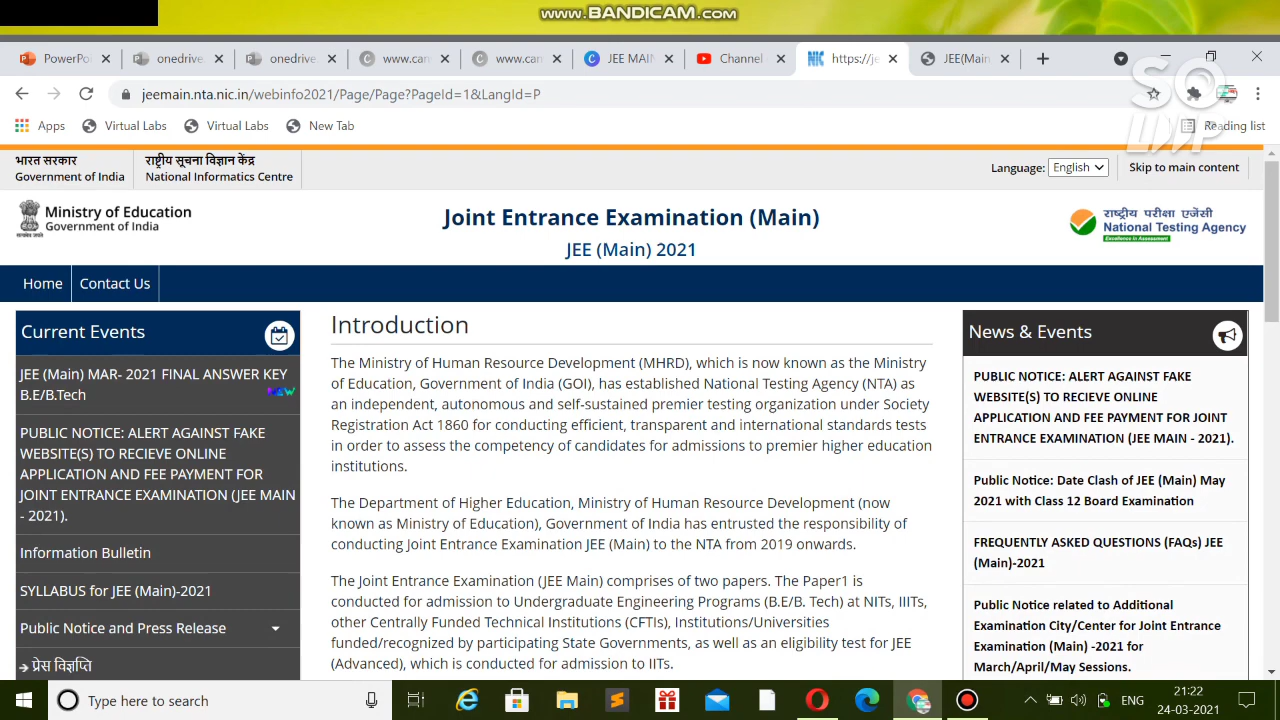 www.BANDICAM.com
PowerPoi
onedrive
onedrive
www.can
www.can
JEE MAIN
Channel
https://je
JEE(Main
jeemain.nta.nic.in/webinfo2021/Page/Page?PageId=1&LangId=P
Apps
Virtual Labs
Virtual Labs
New Tab
Reading list
भारत सरकार
Government of India
राष्ट्रीय सूचना विज्ञान केंद्र
National Informatics Centre
Language: English
Skip to main content
Ministry of Education
Government of India
Joint Entrance Examination (Main)
JEE (Main) 2021
राष्ट्रीय परीक्षा एजेंसी
National Testing Agency
Excellence in Assessment
Home
Contact Us
Current Events
JEE (Main) MAR- 2021 FINAL ANSWER KEY
B.E/B.Tech
NEW
PUBLIC NOTICE: ALERT AGAINST FAKE
WEBSITE(S) TO RECIEVE ONLINE
APPLICATION AND FEE PAYMENT FOR
JOINT ENTRANCE EXAMINATION (JEE MAIN
- 2021).
Information Bulletin
SYLLABUS for JEE (Main)-2021
Public Notice and Press Release
प्रेस विज्ञप्ति
Introduction
The Ministry of Human Resource Development (MHRD), which is now known as the Ministry
of Education, Government of India (GOI), has established National Testing Agency (NTA) as
an independent, autonomous and self-sustained premier testing organization under Society
Registration Act 1860 for conducting efficient, transparent and international standards tests
in order to assess the competency of candidates for admissions to premier higher education
institutions.
The Department of Higher Education, Ministry of Human Resource Development (now
known as Ministry of Education), Government of India has entrusted the responsibility of
conducting Joint Entrance Examination JEE (Main) to the NTA from 2019 onwards.
The Joint Entrance Examination (JEE Main) comprises of two papers. The Paper1 is
conducted for admission to Undergraduate Engineering Programs (B.E/B. Tech) at NITs, IIITs,
other Centrally Funded Technical Institutions (CFTIs), Institutions/Universities
funded/recognized by participating State Governments, as well as an eligibility test for JEE
(Advanced), which is conducted for admission to IITs.
News & Events
PUBLIC NOTICE: ALERT AGAINST FAKE
WEBSITE(S) TO RECIEVE ONLINE
APPLICATION AND FEE PAYMENT FOR JOINT
ENTRANCE EXAMINATION (JEE MAIN - 2021).
Public Notice: Date Clash of JEE (Main) May
2021 with Class 12 Board Examination
FREQUENTLY ASKED QUESTIONS (FAQs) JEE
(Main)-2021
Public Notice related to Additional
Examination City/Center for Joint Entrance
Examination (Main) -2021 for
March/April/May Sessions.
Type here to search
ENG
21:22
24-03-2021